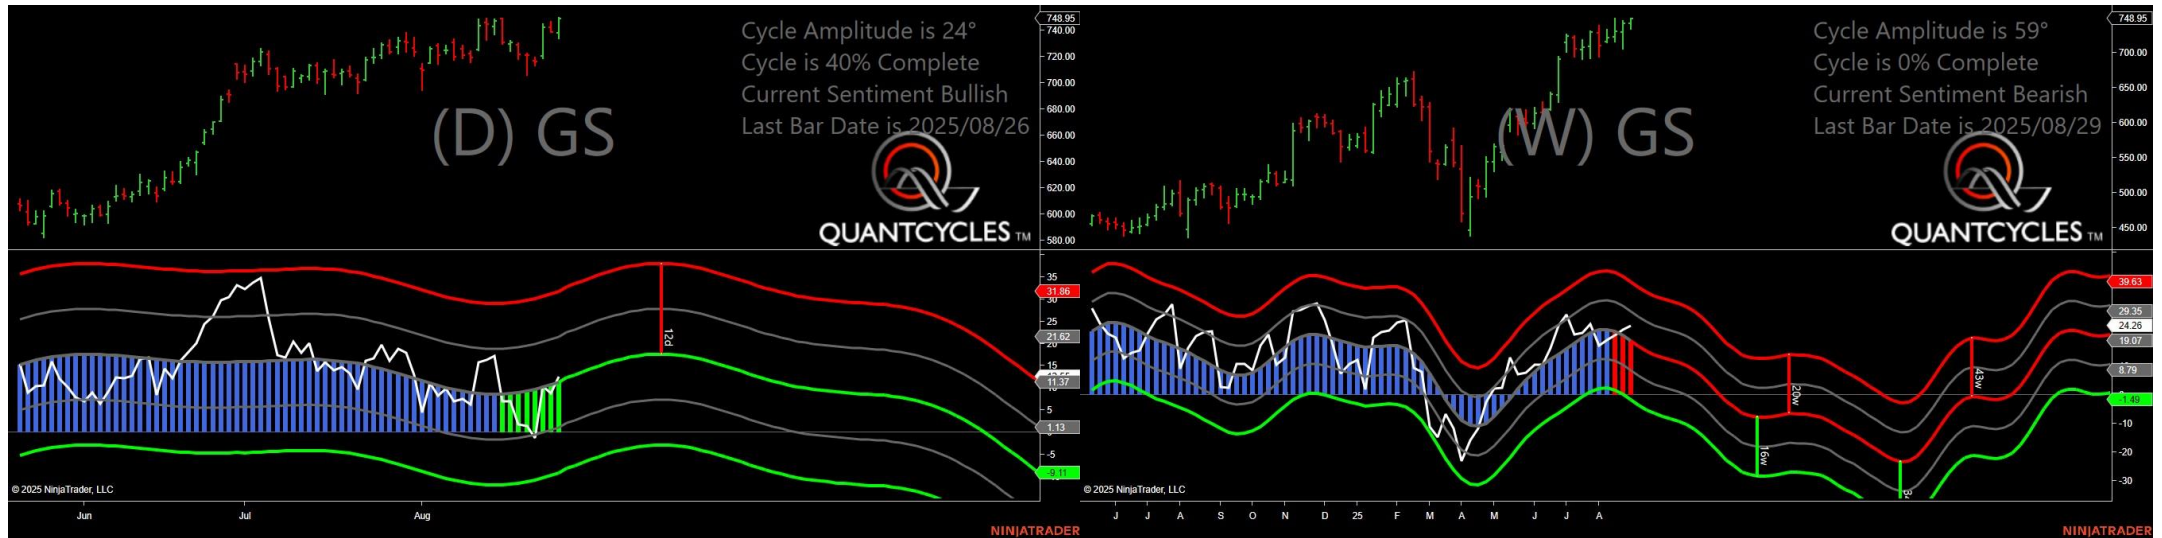 Cycle Amplitude is 24°
Cycle is 40% Complete
Current Sentiment Bullish
Last Bar Date is 2025/08/26
(D) GS
QUANTCYCLES TM
748.95
740.00
720.00
700.00
680.00
660.00
640.00
620.00
600.00
580.00
35
31.86
30
25
21.62
20
15
11.37
5
1.13
-5
-9.11
12d
© 2025 NinjaTrader, LLC
Jun
Jul
Aug
NINJATRADER
Cycle Amplitude is 59°
Cycle is 0% Complete
Current Sentiment Bearish
Last Bar Date is 2025/08/29
(W) GS
QUANTCYCLES TM
748.95
700.00
650.00
600.00
550.00
500.00
450.00
39.63
29.35
24.26
19.07
8.79
-1.49
-10
-20
-30
20w
16w
43w
© 2025 NinjaTrader, LLC
J
J
A
S
O
N
D
25
F
M
A
M
J
J
A
NINJATRADER